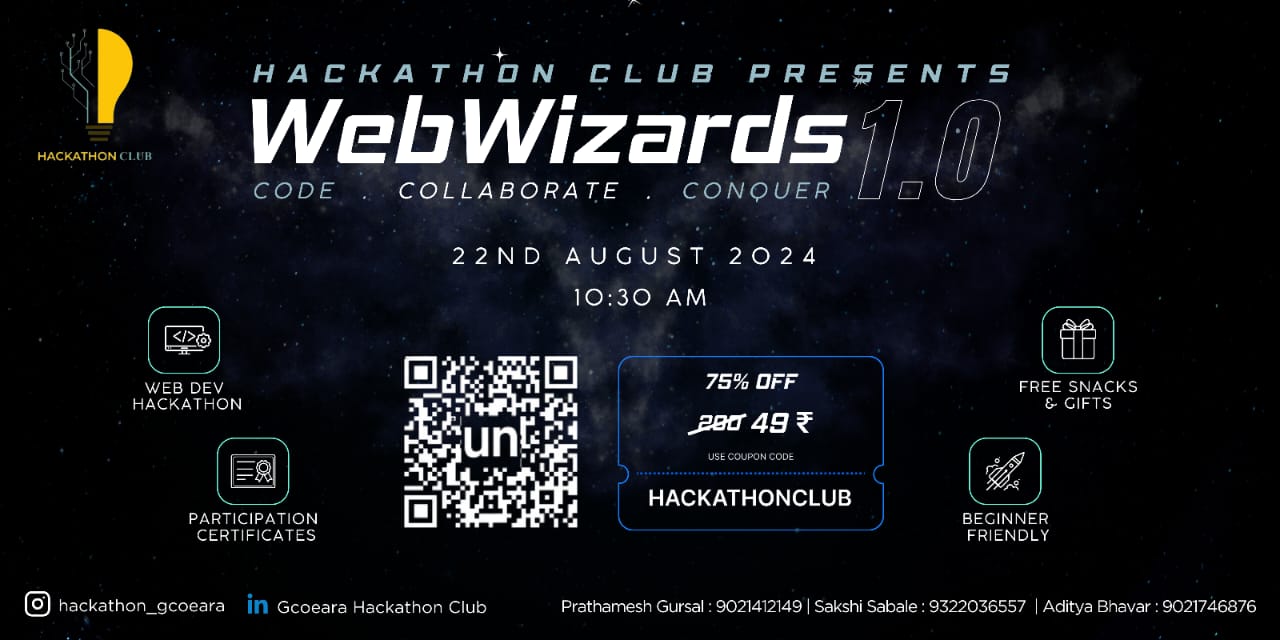 HACKATHON CLUB
HACKATHON CLUB PRESENTS
WebWizards 1.0
CODE . COLLABORATE . CONQUER .
22ND AUGUST 2024
10:30 AM
</>
WEB DEV
HACKATHON
PARTICIPATION
CERTIFICATES
un
75% OFF
200 49 ₹
USE COUPON CODE
HACKATHONCLUB
FREE SNACKS
& GIFTS
BEGINNER
FRIENDLY
hackathon_gcoeara
in Gcoeara Hackathon Club
Prathamesh Gursal : 9021412149 | Sakshi Sabale : 9322036557 | Aditya Bhavar : 9021746876